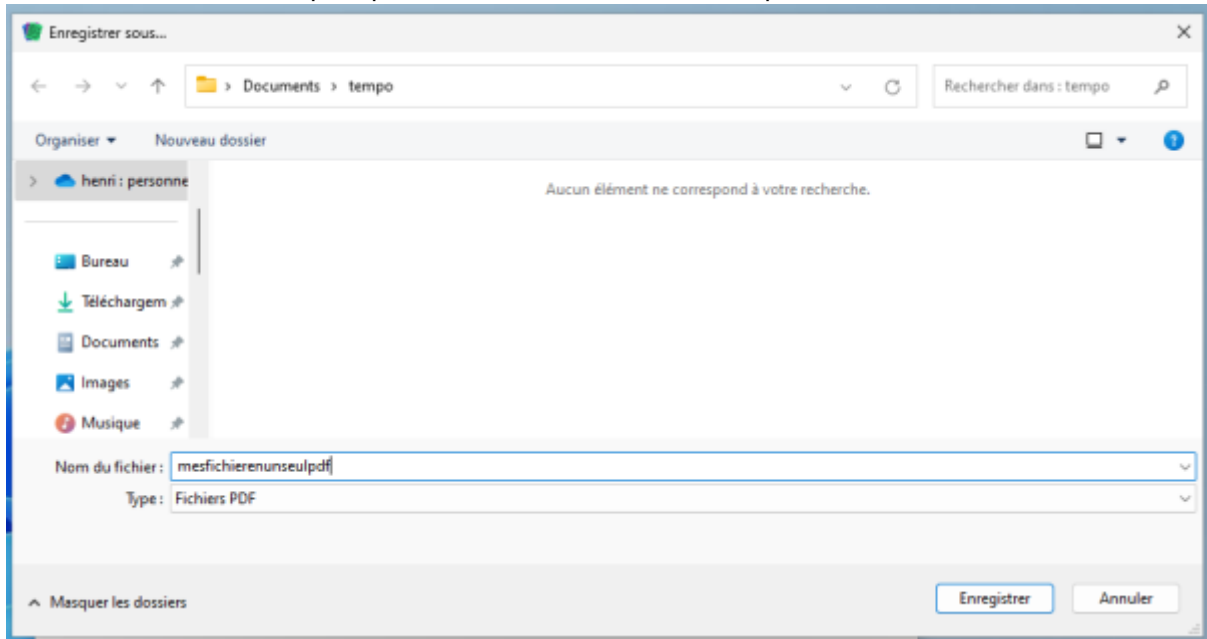 Enregistrer sous...
Documents > tempo
Rechercher dans : tempo
Organiser
Nouveau dossier
henri : personne
Aucun élément ne correspond à votre recherche.
Bureau
Téléchargem
Documents
Images
Musique
Nom du fichier : mesfichierenunseulpdf
Type : Fichiers PDF
Masquer les dossiers
Enregistrer
Annuler